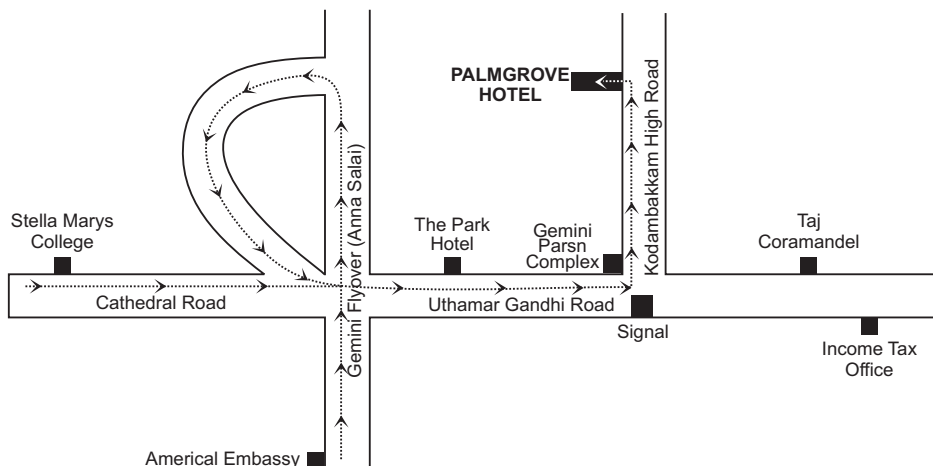 PALMGROVE
HOTEL
Kodambakkam High Road
Gemini Flyover (Anna Salai)
Stella Marys
College
The Park
Hotel
Gemini
Parsn
Complex
Taj
Coramandel
Cathedral Road
Uthamar Gandhi Road
Signal
Income Tax
Office
Americal Embassy